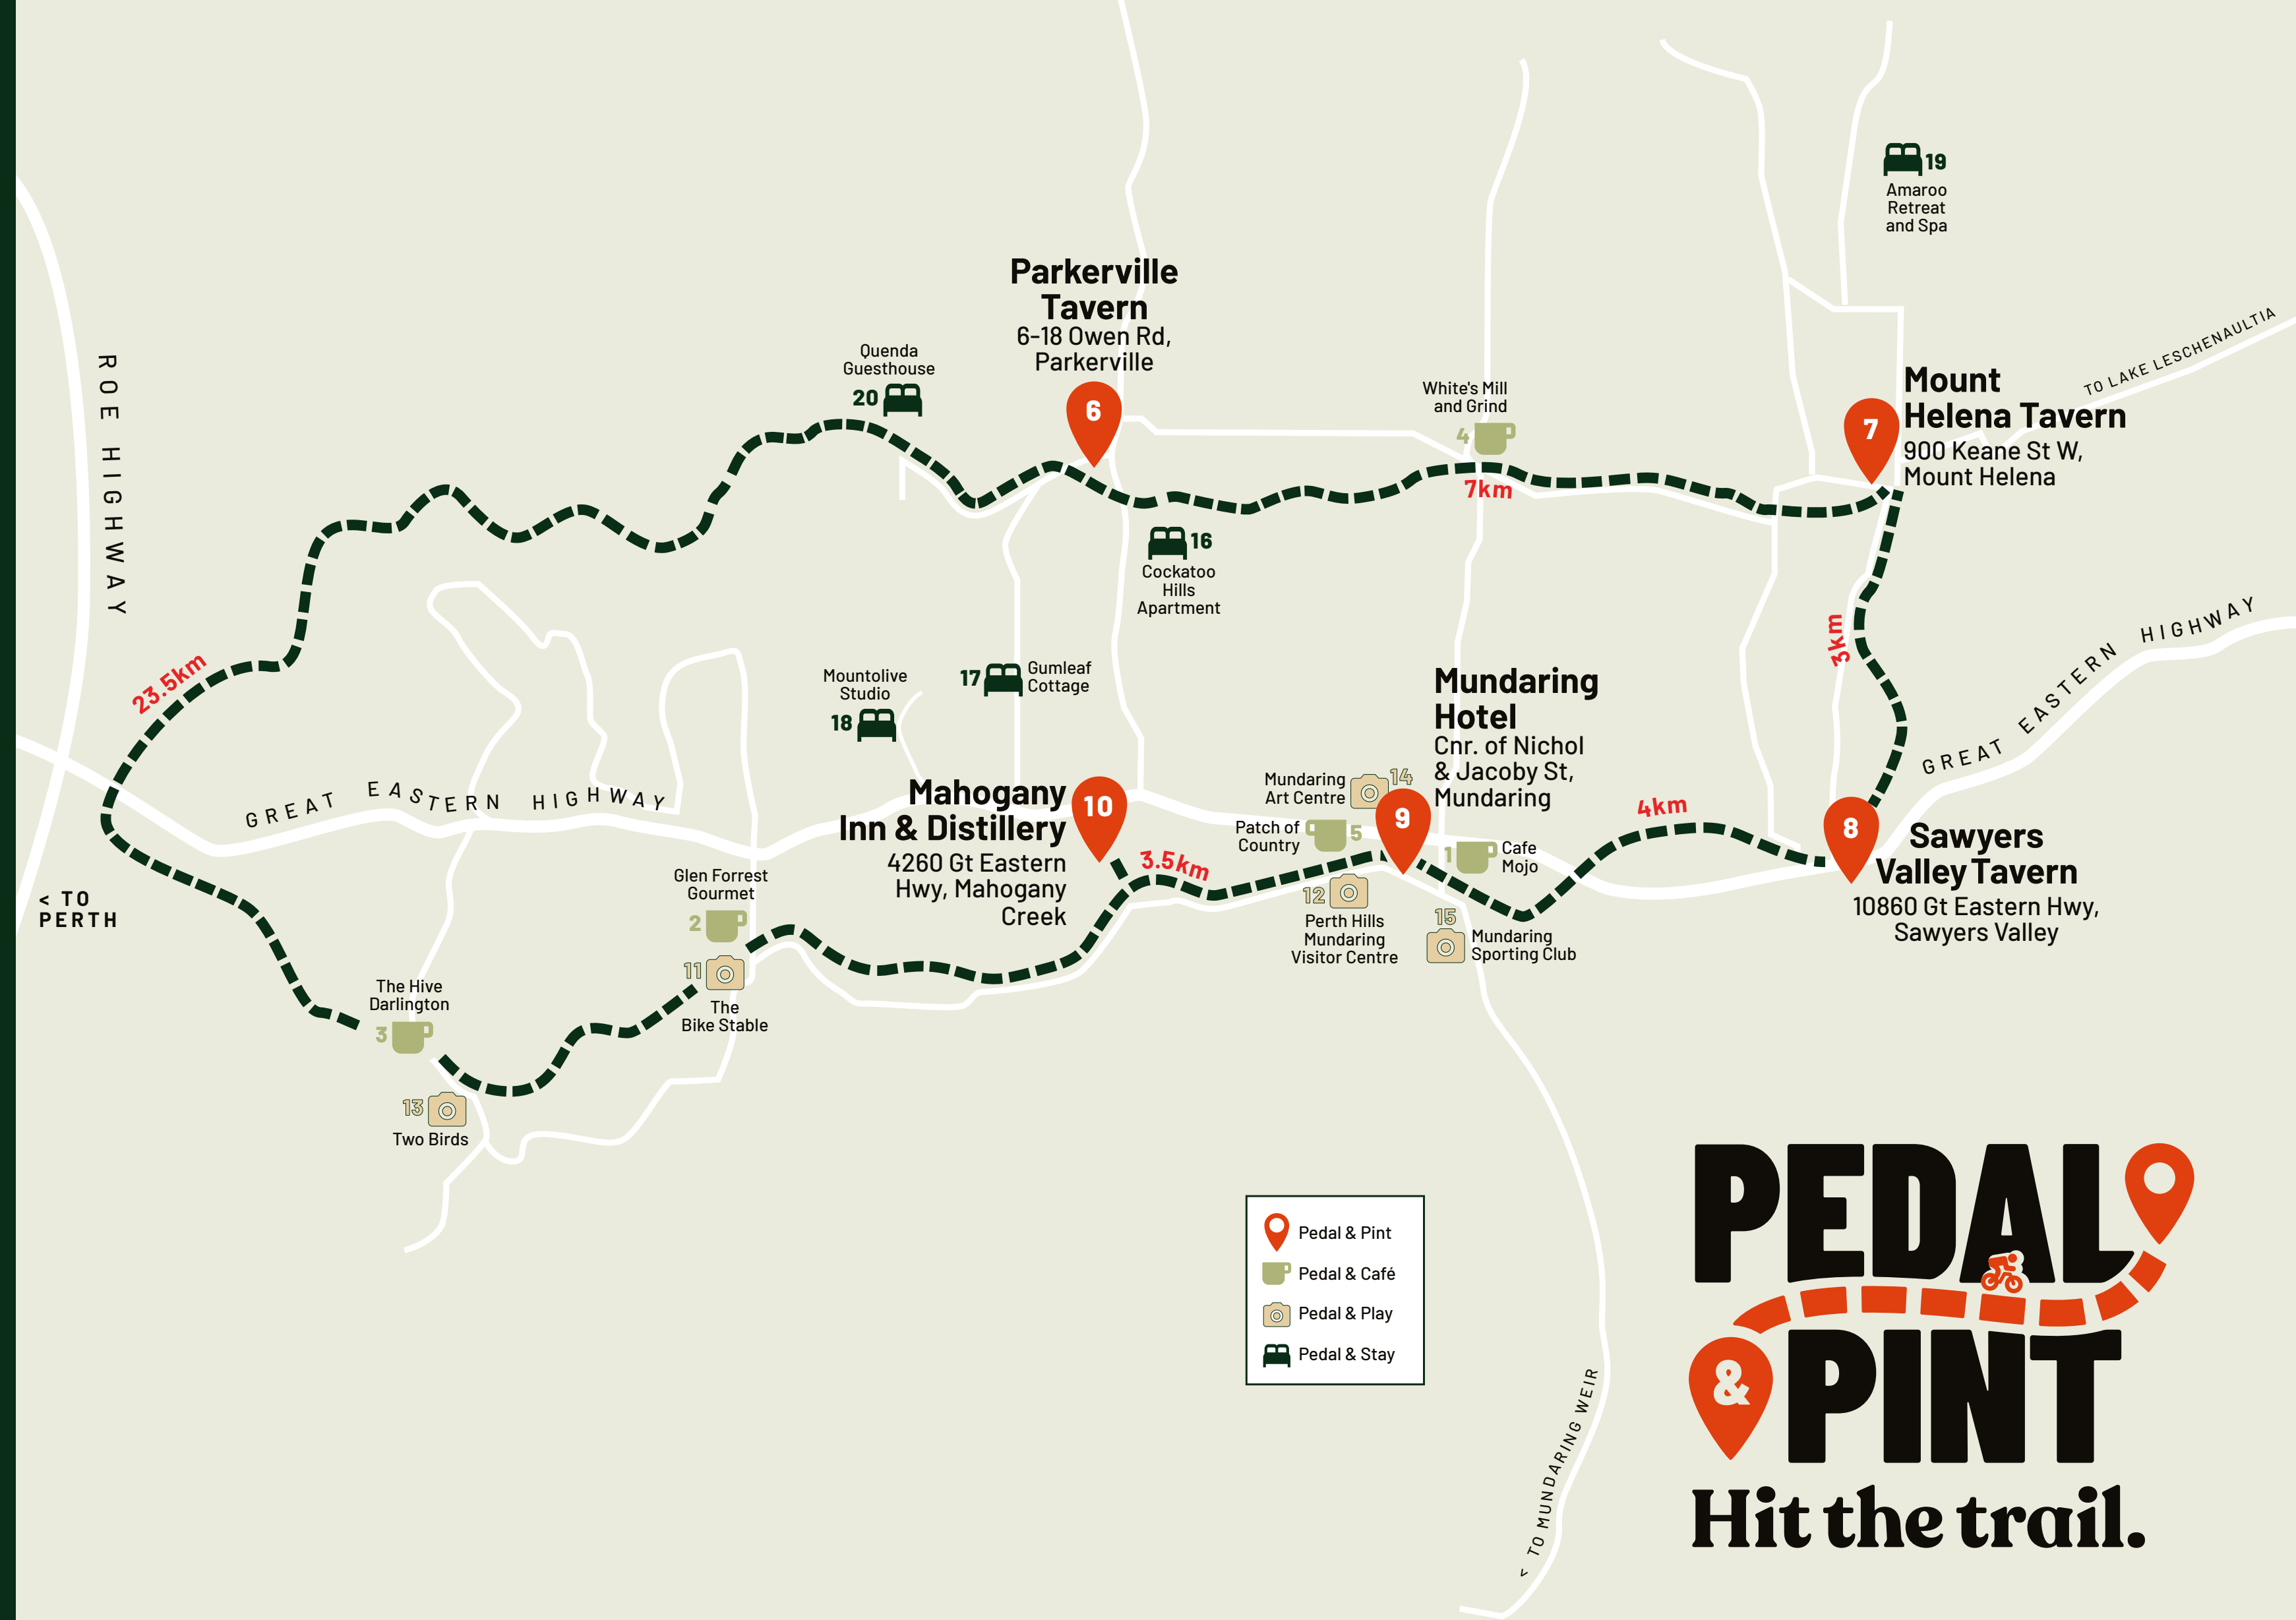 19
Amaroo
Retreat
and Spa
Parkerville
Tavern
6-18 Owen Rd,
Parkerville
6
Quenda
Guesthouse
20
White's Mill
and Grind
4
7km
TO LAKE LESCHENAULTIA
Mount
Helena Tavern
900 Keane St W,
Mount Helena
7
ROE HIGHWAY
16
Cockatoo
Hills
Apartment
3km
GREAT EASTERN HIGHWAY
23.5km
Mountolive
Studio
18
17
Gumleaf
Cottage
Mundaring
Hotel
Cnr. of Nichol
& Jacoby St,
Mundaring
9
Mundaring
Art Centre
14
Patch of
Country
5
GREAT EASTERN HIGHWAY
Mahogany
Inn & Distillery
4260 Gt Eastern
Hwy, Mahogany
Creek
10
3.5km
1
Cafe
Mojo
4km
8
Sawyers
Valley Tavern
10860 Gt Eastern Hwy,
Sawyers Valley
< TO
PERTH
Glen Forrest
Gourmet
2
11
The
Bike Stable
12
Perth Hills
Mundaring
Visitor Centre
15
Mundaring
Sporting Club
The Hive
Darlington
3
13
Two Birds
Pedal & Pint
Pedal & Café
Pedal & Play
Pedal & Stay
< TO MUNDARING WEIR
PEDAL
& PINT
Hit the trail.